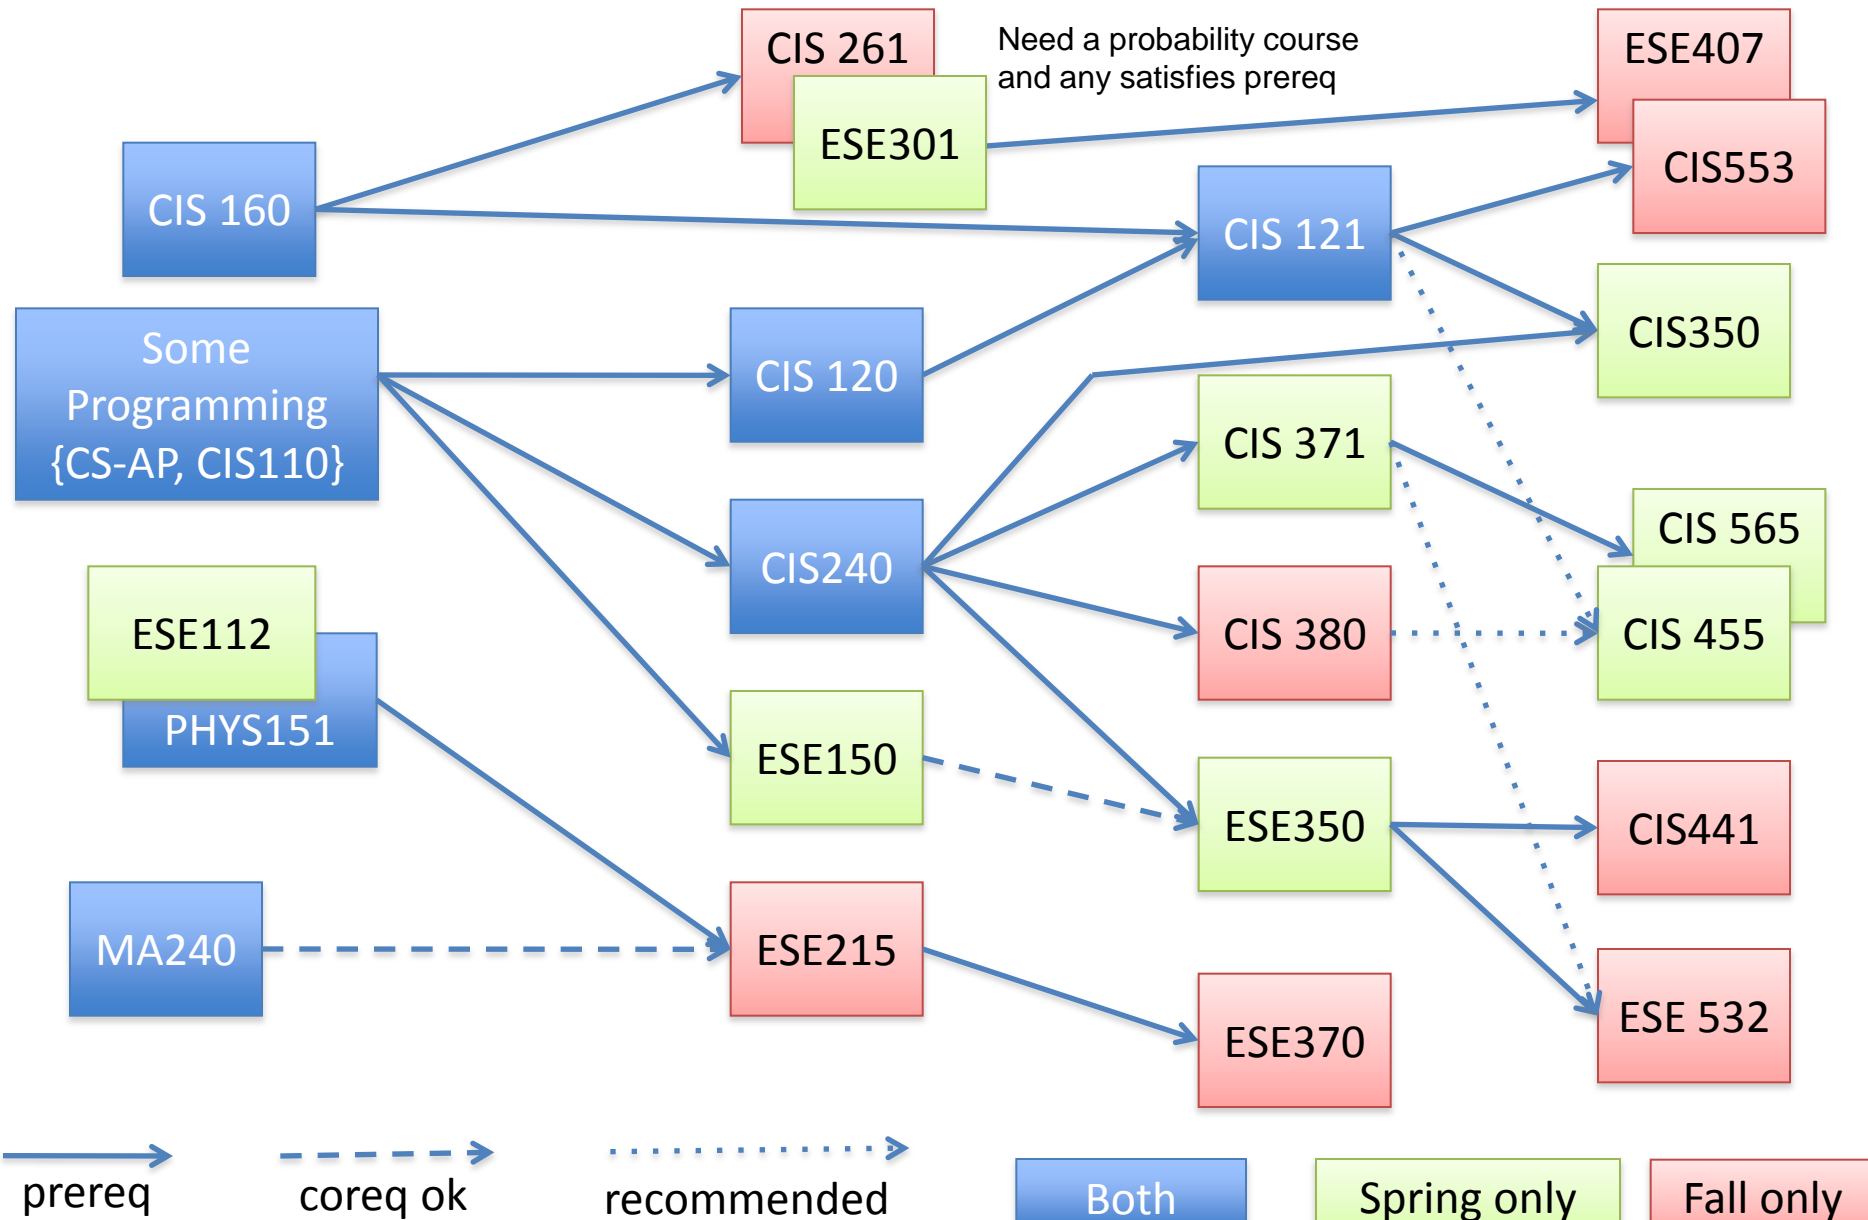 CIS 261
Need a probability course
and any satisfies prereq
ESE407
ESE301
CIS553
CIS 160
CIS 121
Some
Programming
{CS-AP, CIS110}
CIS 120
CIS350
CIS 371
CIS240
CIS 565
ESE112
CIS 380
CIS 455
PHYS151
ESE150
ESE350
CIS441
MA240
ESE215
ESE370
ESE 532
prereq
coreq ok
recommended
Both
Spring only
Fall only